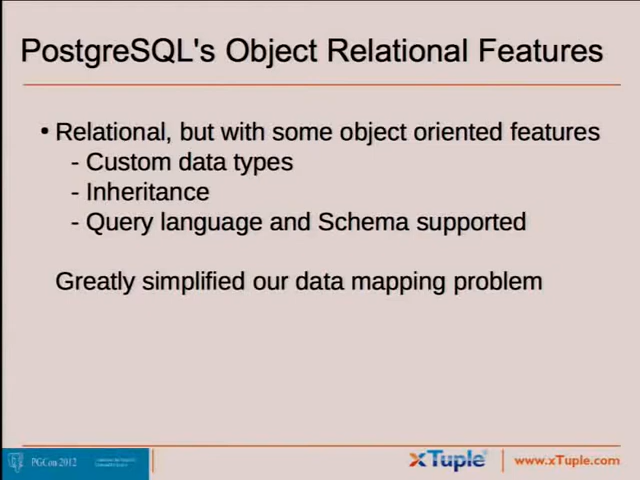 PostgreSQL's Object Relational Features
• Relational, but with some object oriented features
- Custom data types
- Inheritance
- Query language and Schema supported
Greatly simplified our data mapping problem
PGCon 2012
xTuple
www.xTuple.com